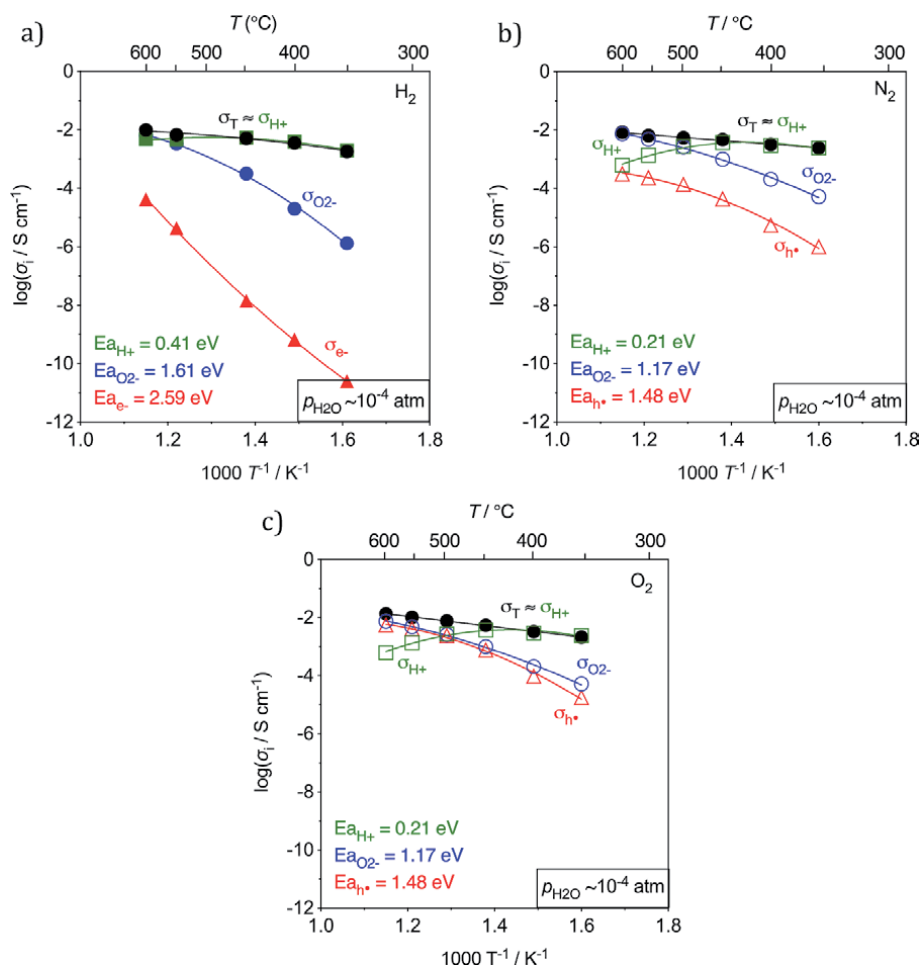 a)
T (°C)
600 500 400 300
0
-2
-4
-6
-8
-10
-12
log(σi / S cm⁻¹)
H₂
σT ≈ σH+
σO2-
σe-
EaH+ = 0.41 eV
EaO2- = 1.61 eV
Eae- = 2.59 eV
pH2O ~10⁻⁴ atm
1.0 1.2 1.4 1.6 1.8
1000 T⁻¹ / K⁻¹
b)
T / °C
600 500 400 300
0
-2
-4
-6
-8
-10
-12
log(σi / S cm⁻¹)
N₂
σT ≈ σH+
σH+
σO2-
σh•
EaH+ = 0.21 eV
EaO2- = 1.17 eV
Eah• = 1.48 eV
pH2O ~10⁻⁴ atm
1.0 1.2 1.4 1.6 1.8
1000 T⁻¹ / K⁻¹
c)
T / °C
600 500 400 300
0
-2
-4
-6
-8
-10
-12
log(σi / S cm⁻¹)
O₂
σT ≈ σH+
σH+
σO2-
σh•
EaH+ = 0.21 eV
EaO2- = 1.17 eV
Eah• = 1.48 eV
pH2O ~10⁻⁴ atm
1.0 1.2 1.4 1.6 1.8
1000 T⁻¹ / K⁻¹